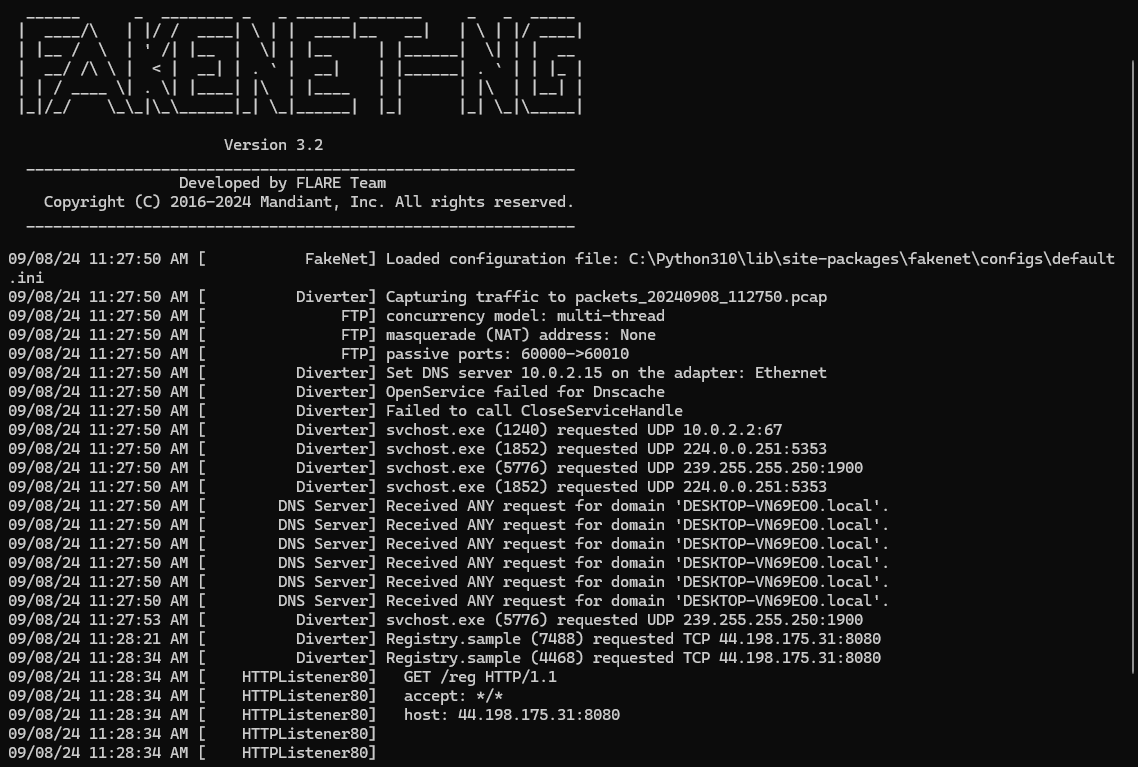 FAKENET-NG
Version 3.2
Developed by FLARE Team
Copyright (C) 2016-2024 Mandiant, Inc. All rights reserved.
09/08/24 11:27:50 AM [           FakeNet] Loaded configuration file: C:\Python310\lib\site-packages\fakenet\configs\default
.ini
09/08/24 11:27:50 AM [          Diverter] Capturing traffic to packets_20240908_112750.pcap
09/08/24 11:27:50 AM [               FTP] concurrency model: multi-thread
09/08/24 11:27:50 AM [               FTP] masquerade (NAT) address: None
09/08/24 11:27:50 AM [               FTP] passive ports: 60000->60010
09/08/24 11:27:50 AM [          Diverter] Set DNS server 10.0.2.15 on the adapter: Ethernet
09/08/24 11:27:50 AM [          Diverter] OpenService failed for Dnscache
09/08/24 11:27:50 AM [          Diverter] Failed to call CloseServiceHandle
09/08/24 11:27:50 AM [          Diverter] svchost.exe (1240) requested UDP 10.0.2.2:67
09/08/24 11:27:50 AM [          Diverter] svchost.exe (1852) requested UDP 224.0.0.251:5353
09/08/24 11:27:50 AM [          Diverter] svchost.exe (5776) requested UDP 239.255.255.250:1900
09/08/24 11:27:50 AM [          Diverter] svchost.exe (1852) requested UDP 224.0.0.251:5353
09/08/24 11:27:50 AM [        DNS Server] Received ANY request for domain 'DESKTOP-VN69EO0.local'.
09/08/24 11:27:50 AM [        DNS Server] Received ANY request for domain 'DESKTOP-VN69EO0.local'.
09/08/24 11:27:50 AM [        DNS Server] Received ANY request for domain 'DESKTOP-VN69EO0.local'.
09/08/24 11:27:50 AM [        DNS Server] Received ANY request for domain 'DESKTOP-VN69EO0.local'.
09/08/24 11:27:50 AM [        DNS Server] Received ANY request for domain 'DESKTOP-VN69EO0.local'.
09/08/24 11:27:50 AM [        DNS Server] Received ANY request for domain 'DESKTOP-VN69EO0.local'.
09/08/24 11:27:53 AM [          Diverter] svchost.exe (5776) requested UDP 239.255.255.250:1900
09/08/24 11:28:21 AM [          Diverter] Registry.sample (7488) requested TCP 44.198.175.31:8080
09/08/24 11:28:34 AM [          Diverter] Registry.sample (4468) requested TCP 44.198.175.31:8080
09/08/24 11:28:34 AM [    HTTPListener80]   GET /reg HTTP/1.1
09/08/24 11:28:34 AM [    HTTPListener80]   accept: */*
09/08/24 11:28:34 AM [    HTTPListener80]   host: 44.198.175.31:8080
09/08/24 11:28:34 AM [    HTTPListener80]
09/08/24 11:28:34 AM [    HTTPListener80]